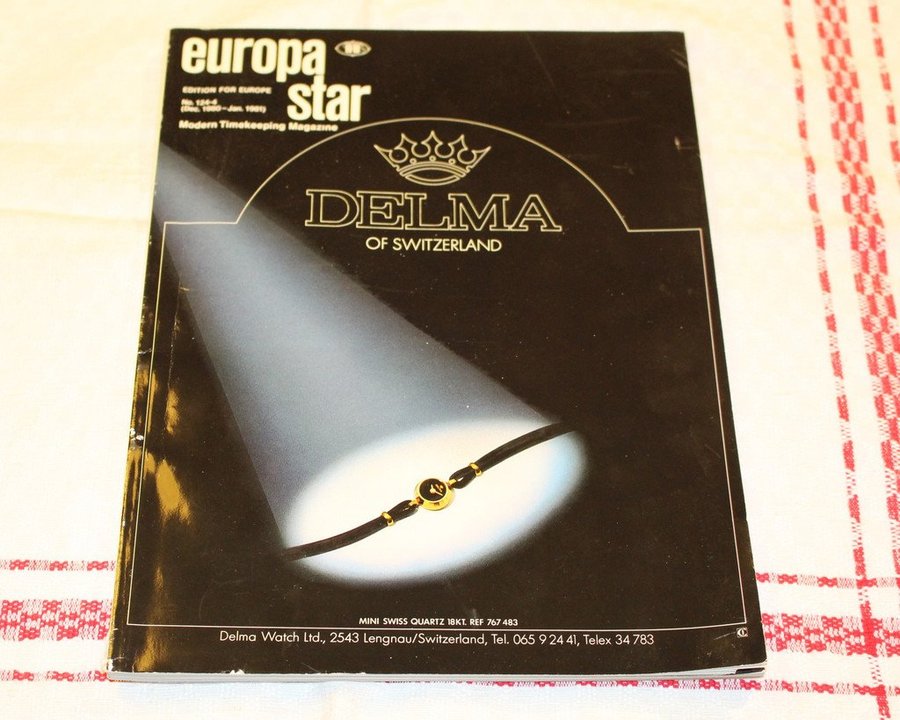 europa
star
EDITION FOR EUROPE
No. 124-4
(Dec. 1980-Jan. 1981)
Modern Timekeeping Magazine
DELMA
OF SWITZERLAND
MINI SWISS QUARTZ 18KT. REF 767 483
Delma Watch Ltd., 2543 Lengnau/Switzerland, Tel. 065 9 24 41, Telex 34 783